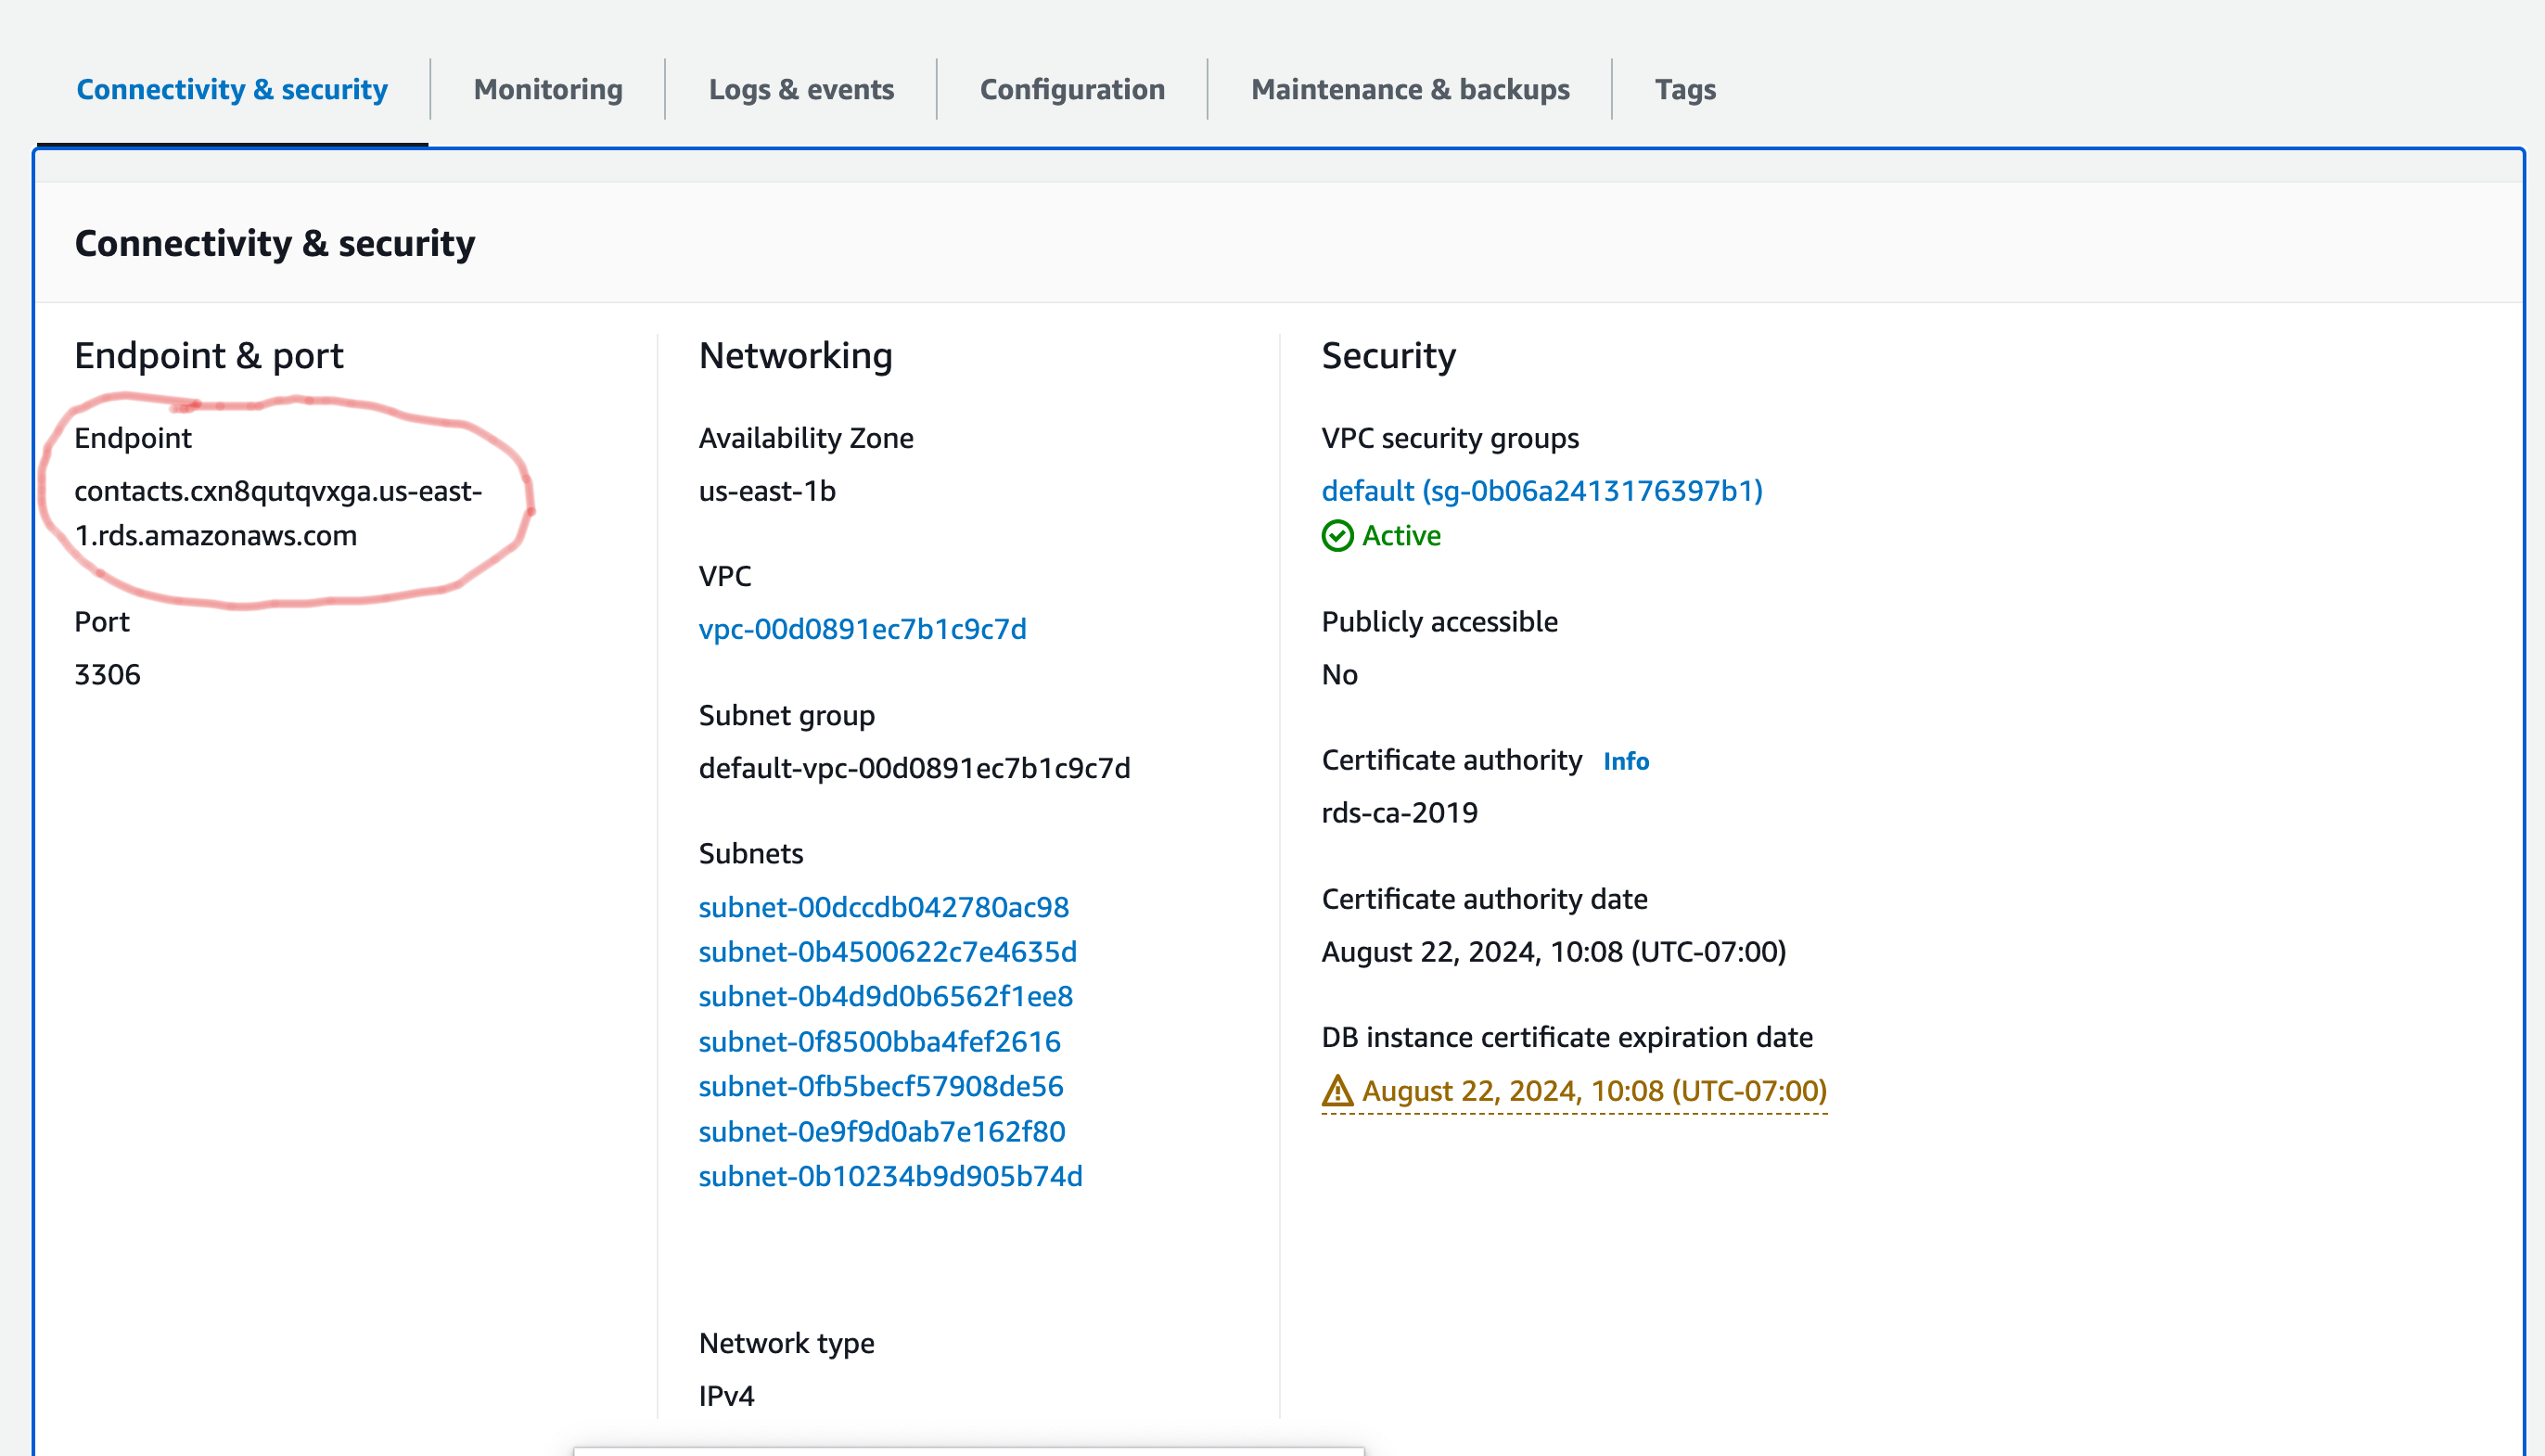 Connectivity & security
Monitoring
Logs & events
Configuration
Maintenance & backups
Tags
Connectivity & security
Endpoint & port
Endpoint
contacts.cxn8qutqvxga.us-east-
1.rds.amazonaws.com
Port
3306
Networking
Availability Zone
us-east-1b
VPC
vpc-00d0891ec7b1c9c7d
Subnet group
default-vpc-00d0891ec7b1c9c7d
Subnets
subnet-00dccdb042780ac98
subnet-0b4500622c7e4635d
subnet-0b4d9d0b6562f1ee8
subnet-0f8500bba4fef2616
subnet-0fb5becf57908de56
subnet-0e9f9d0ab7e162f80
subnet-0b10234b9d905b74d
Network type
IPv4
Security
VPC security groups
default (sg-0b06a2413176397b1)
Active
Publicly accessible
No
Certificate authority Info
rds-ca-2019
Certificate authority date
August 22, 2024, 10:08 (UTC-07:00)
DB instance certificate expiration date
August 22, 2024, 10:08 (UTC-07:00)